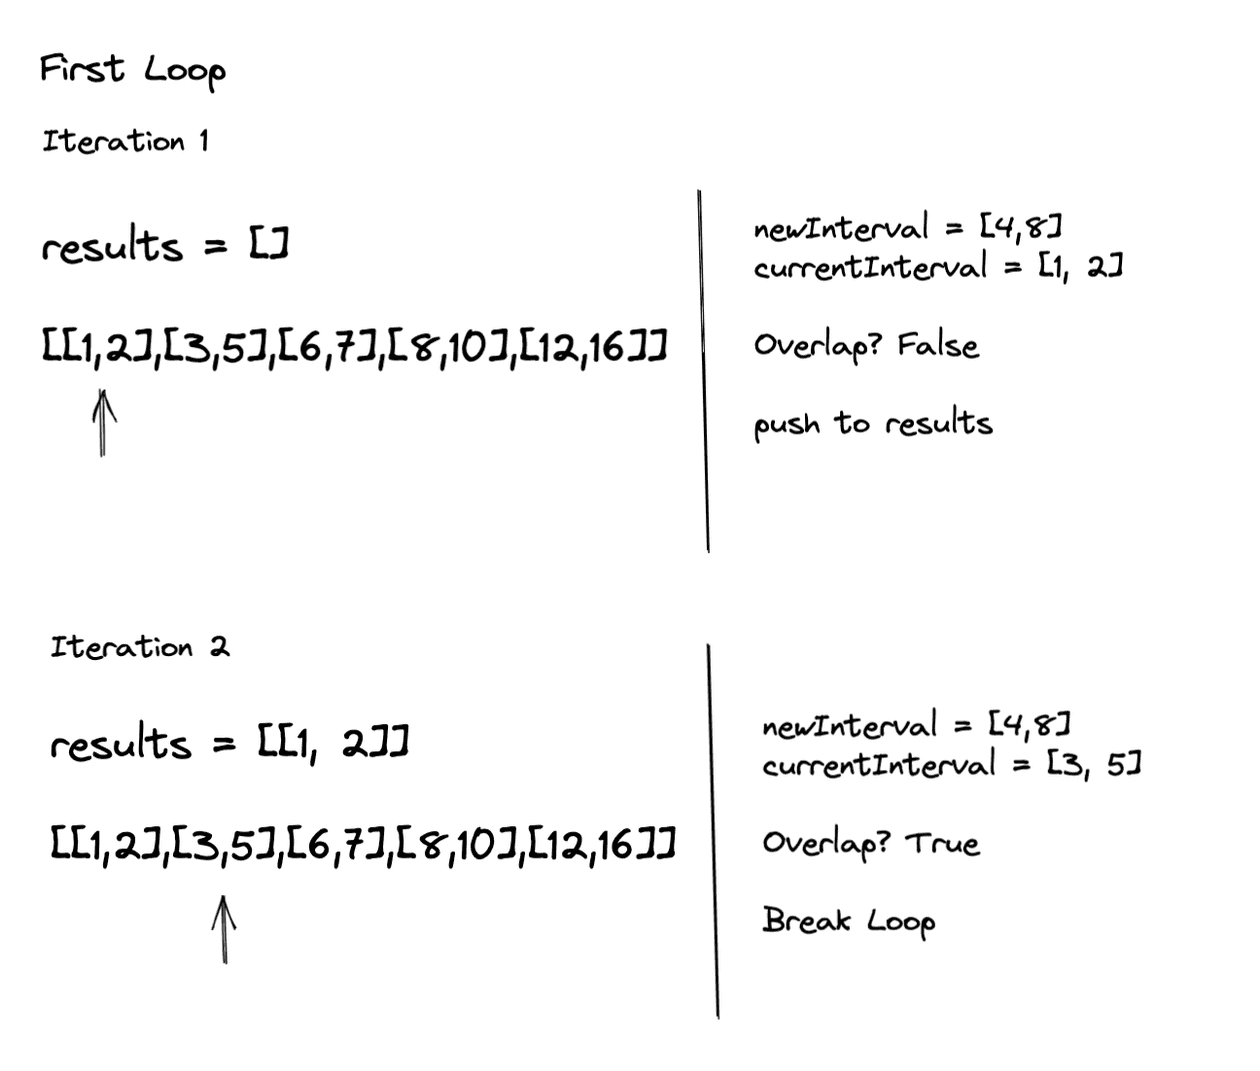 First Loop
Iteration 1
results = []
[[1,2],[3,5],[6,7],[8,10],[12,16]]
newInterval = [4,8]
currentInterval = [1, 2]
Overlap? False
push to results
Iteration 2
results = [[1, 2]]
[[1,2],[3,5],[6,7],[8,10],[12,16]]
newInterval = [4,8]
currentInterval = [3, 5]
Overlap? True
Break Loop